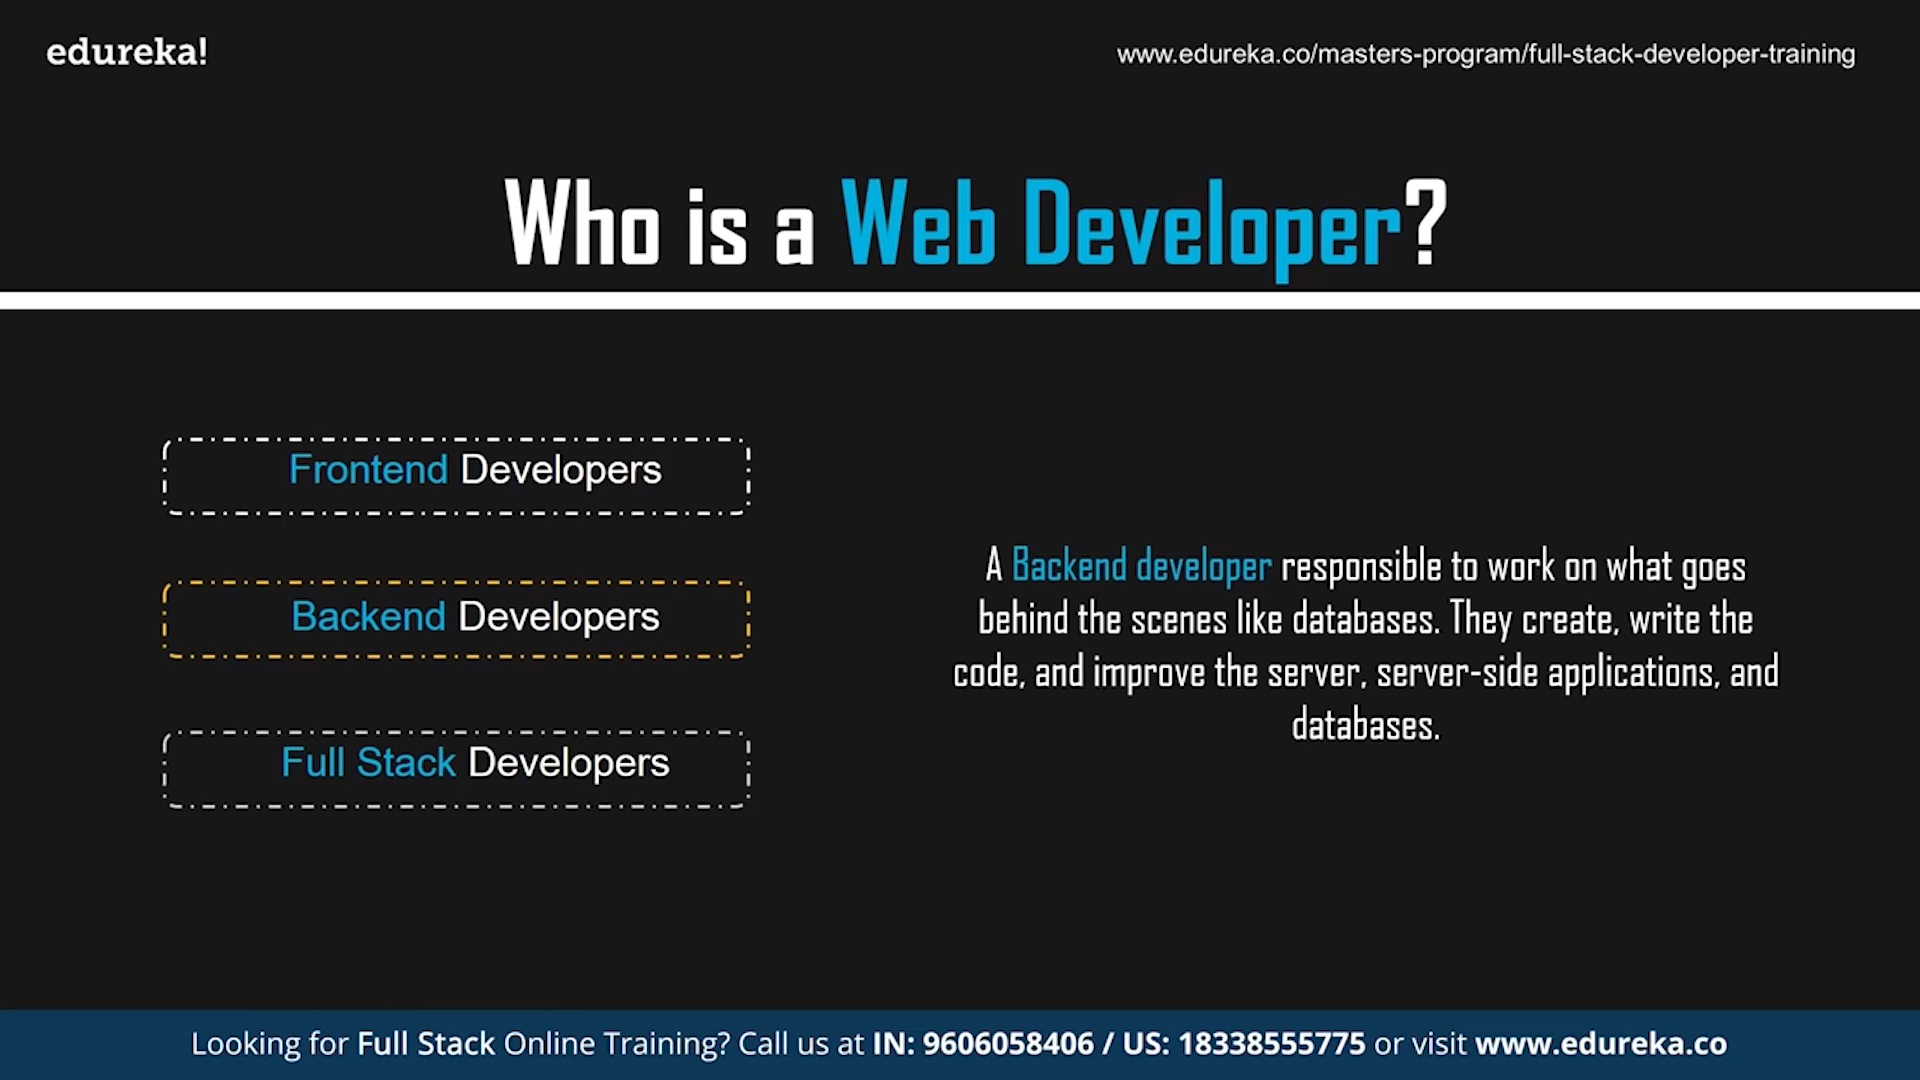 edureka!
www.edureka.co/masters-program/full-stack-developer-training
Who is a Web Developer?
Frontend Developers
Backend Developers
Full Stack Developers
A Backend developer responsible to work on what goes
behind the scenes like databases. They create, write the
code, and improve the server, server-side applications, and
databases.
Looking for Full Stack Online Training? Call us at IN: 9606058406 / US: 18338555775 or visit www.edureka.co